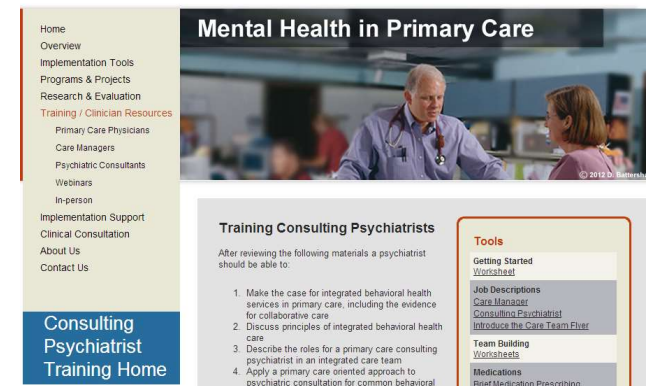 Home
Overview
Implementation Tools
Programs & Projects
Research & Evaluation
Training / Clinician Resources
Primary Care Physicians
Care Managers
Psychiatric Consultants
Webinars
In-person
Implementation Support
Clinical Consultation
About Us
Contact Us
Consulting
Psychiatrist
Training Home
Mental Health in Primary Care
© 2012 D. Battersha
Training Consulting Psychiatrists
After reviewing the following materials a psychiatrist
should be able to:
1. Make the case for integrated behavioral health
services in primary care, including the evidence
for collaborative care
2. Discuss principles of integrated behavioral health
care
3. Describe the roles for a primary care consulting
psychiatrist in an integrated care team
4. Apply a primary care oriented approach to
psychiatric consultation for common behavioral
Tools
Getting Started
Worksheet
Job Descriptions
Care Manager
Consulting Psychiatrist
Introduce the Care Team Flyer
Team Building
Worksheets
Medications
Brief Medication Prescribing